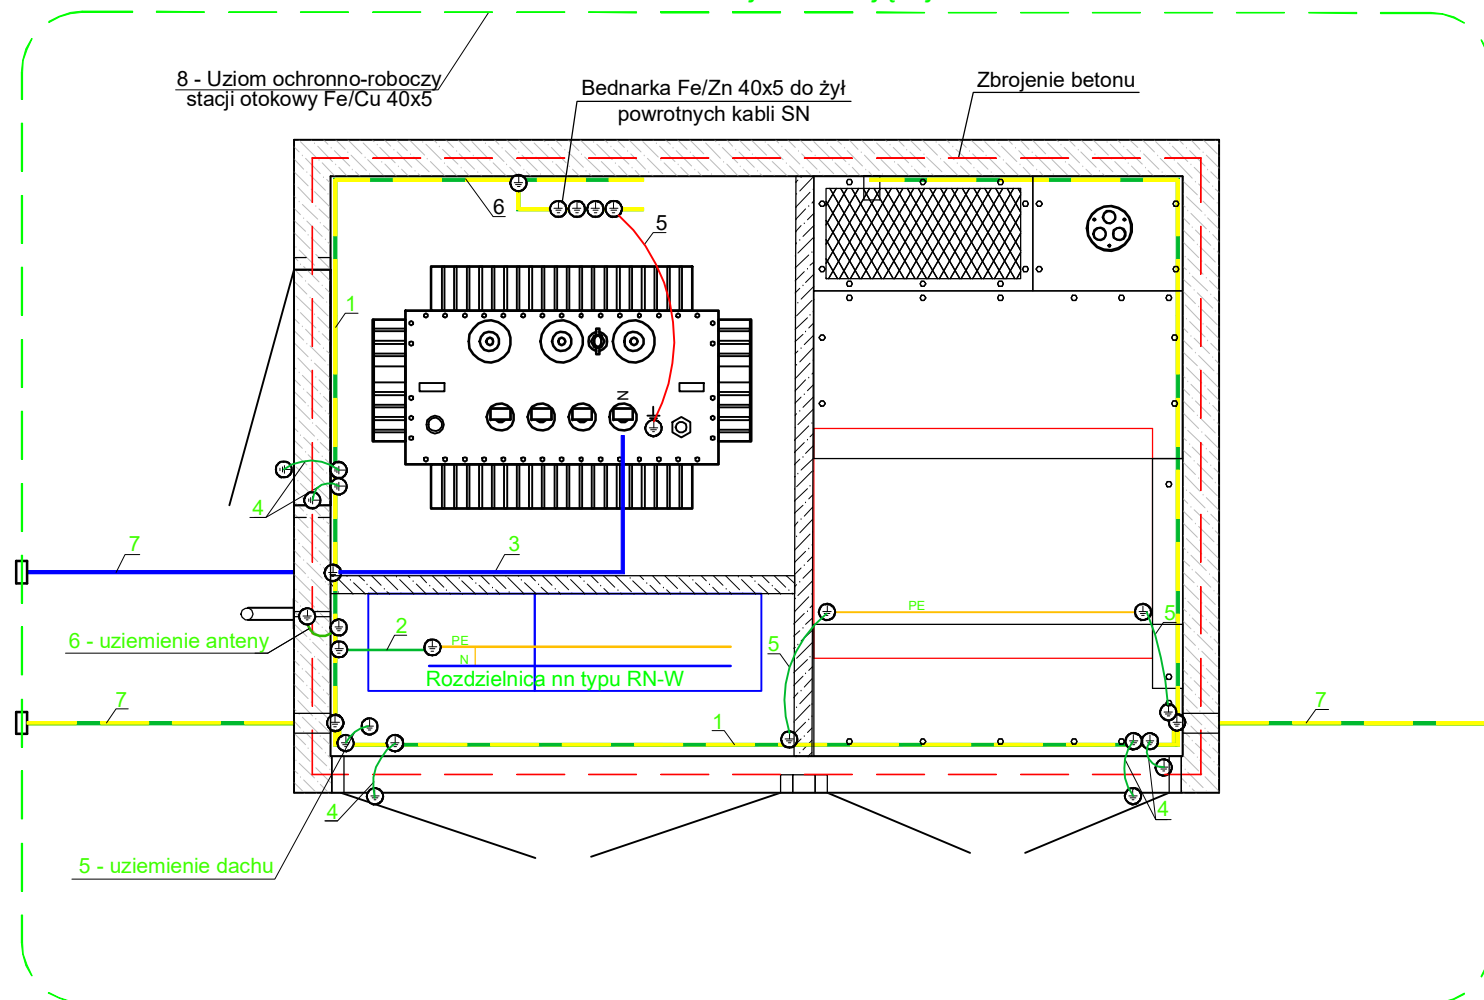 8 - Uziom ochronno-roboczy
stacji otokowy Fe/Cu 40x5
Bednarka Fe/Zn 40x5 do żył
powrotnych kabli SN
Zbrojenie betonu
6
5
1
N
4
7
3
PE
5
6 - uziemienie anteny
2
PE
N
5
Rozdzielnica nn typu RN-W
7
1
7
4
4
5 - uziemienie dachu